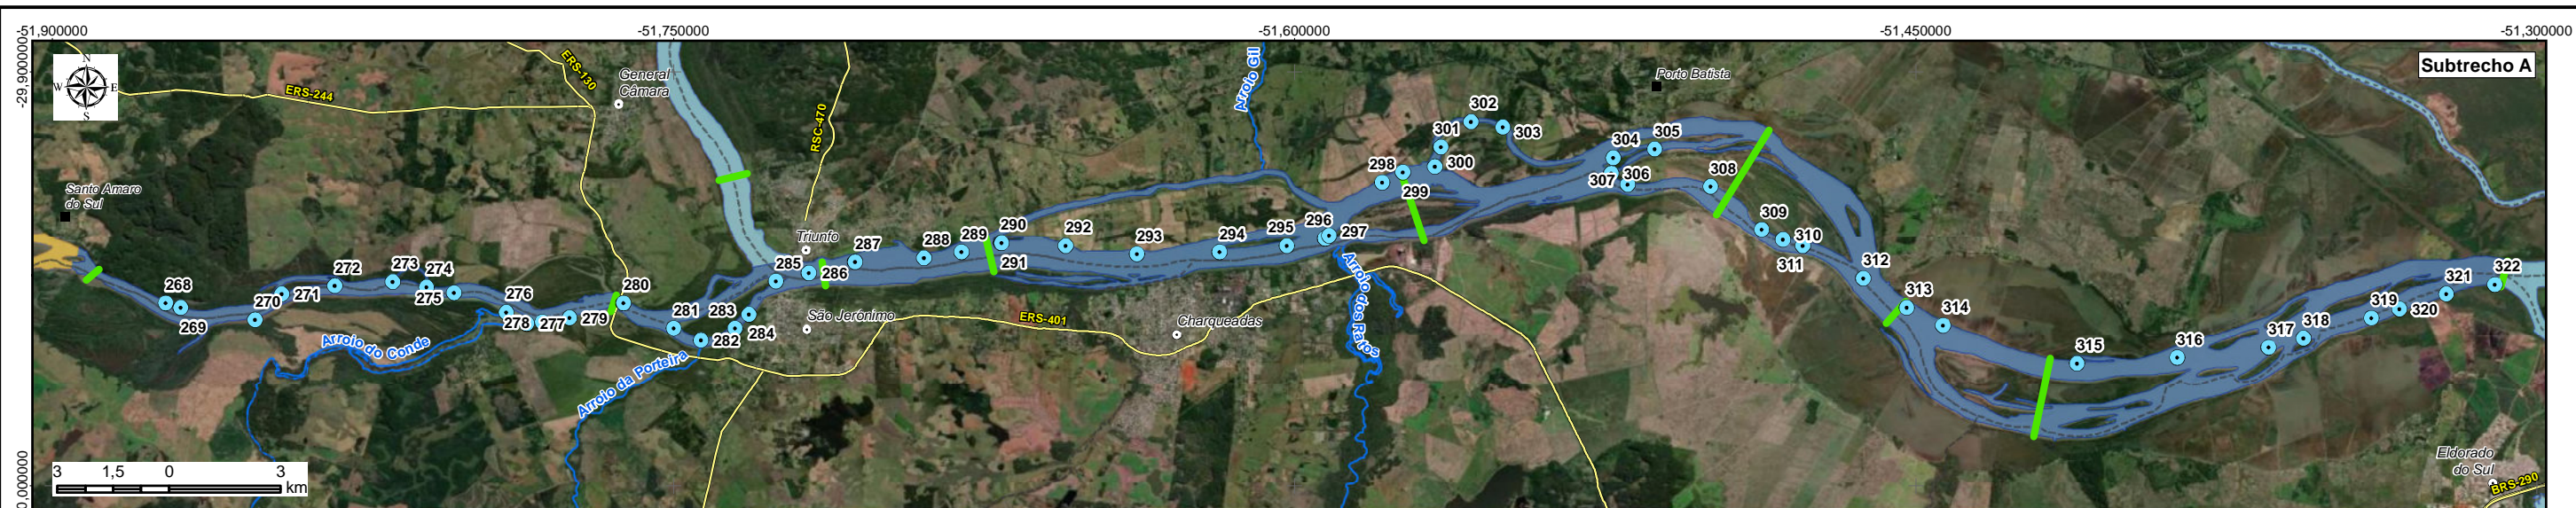 -51,900000
-51,750000
-51,600000
-51,450000
-51,300000
-29,900000
Subtrecho A
N
W E
S
ERS-244
ERS-130
General
Câmara
RSC-470
Arroio Gil
Porto Batista
Santo Amaro
do Sul
Triunfo
São Jerônimo
Charqueadas
ERS-401
Arroio do Conde
Arroio da Porteira
Arroio dos Ratos
Eldorado
do Sul
BRS-290
268
269
270
271
272
273
274
275
276
278
277
279
280
281
282
283
284
285
286
287
288
289
290
291
292
293
294
295
296
297
298
299
300
301
302
303
304
305
307
306
308
309
310
311
312
313
314
315
316
317
318
319
320
321
322
3 1,5 0 3
km